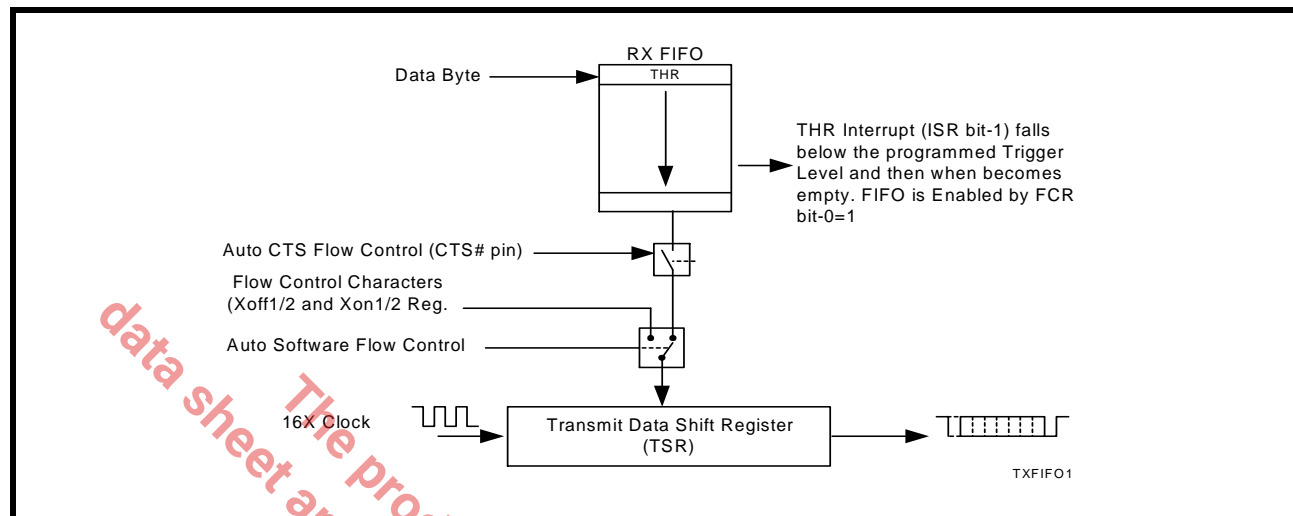 RX FIFO
Data Byte
THR
THR Interrupt (ISR bit-1) falls
below the programmed Trigger
Level and then when becomes
empty. FIFO is Enabled by FCR
bit-0=1
Auto CTS Flow Control (CTS# pin)
Flow Control Characters
(Xoff1/2 and Xon1/2 Reg.
Auto Software Flow Control
16X Clock
Transmit Data Shift Register
(TSR)
TXFIFO1
The prod
data sheet an